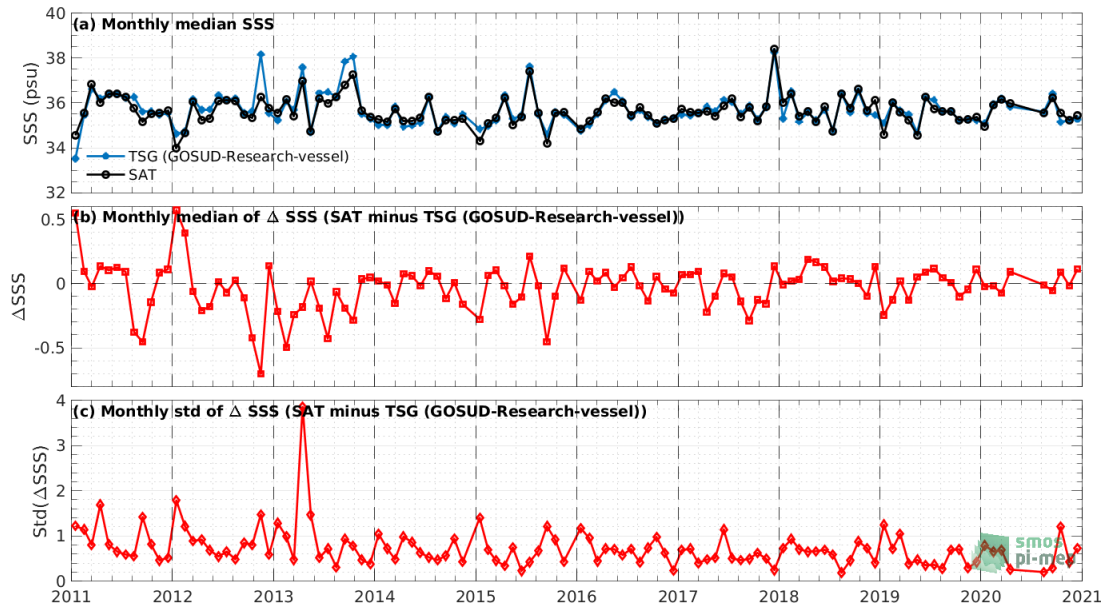 (a) Monthly median SSS
40
38
36
34
32
SSS (psu)
TSG (GOSUD-Research-vessel)
SAT
(b) Monthly median of Δ SSS (SAT minus TSG (GOSUD-Research-vessel))
0.5
0
-0.5
ΔSSS
(c) Monthly std of Δ SSS (SAT minus TSG (GOSUD-Research-vessel))
4
3
2
1
0
Std(ΔSSS)
smos
pi-mep
2011 2012 2013 2014 2015 2016 2017 2018 2019 2020 2021